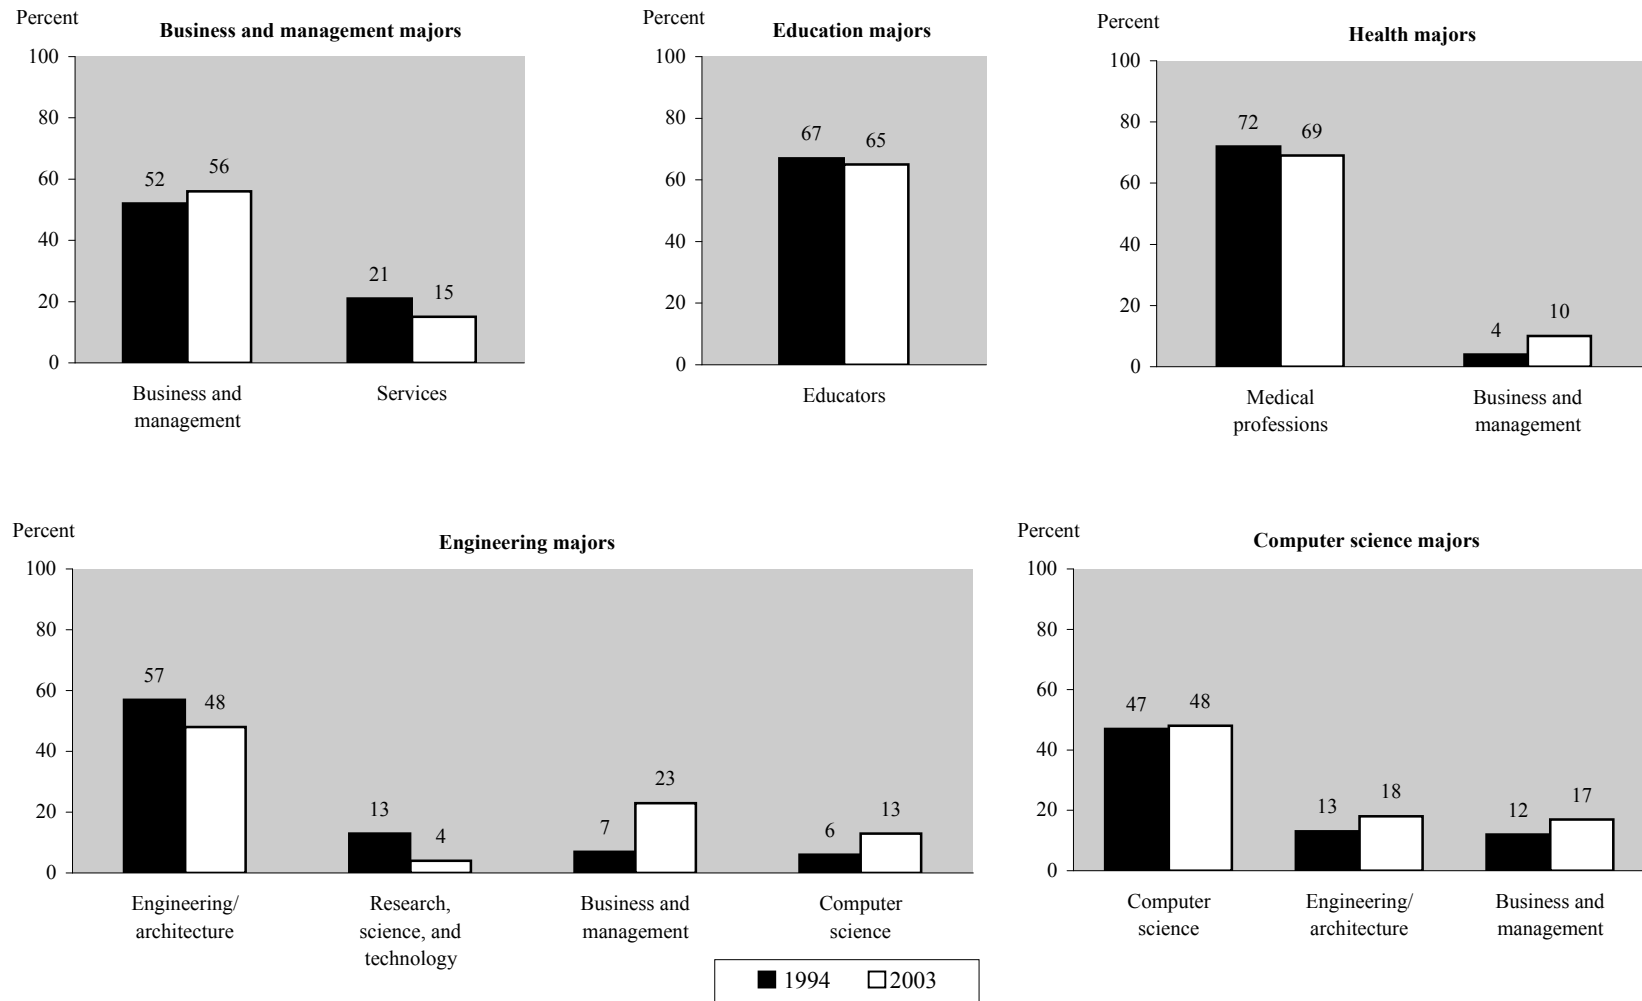 Percent
Business and management majors
100
80
60
40
20
0
52
56
21
15
Business and
management
Services
Percent
Education majors
100
80
60
40
20
0
67
65
Educators
Percent
Health majors
100
80
60
40
20
0
72
69
4
10
Medical
professions
Business and
management
Percent
Engineering majors
100
80
60
40
20
0
57
48
13
4
7
23
6
13
Engineering/
architecture
Research,
science, and
technology
Business and
management
Computer
science
Percent
Computer science majors
100
80
60
40
20
0
47
48
13
18
12
17
Computer
science
Engineering/
architecture
Business and
management
1994 2003